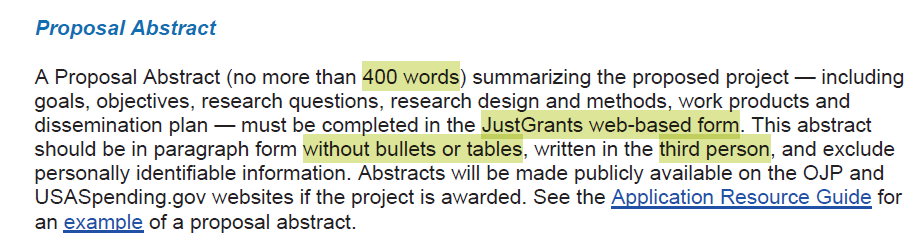 Proposal Abstract
A Proposal Abstract (no more than 400 words) summarizing the proposed project — including
goals, objectives, research questions, research design and methods, work products and
dissemination plan — must be completed in the JustGrants web-based form. This abstract
should be in paragraph form without bullets or tables, written in the third person, and exclude
personally identifiable information. Abstracts will be made publicly available on the OJP and
USASpending.gov websites if the project is awarded. See the Application Resource Guide for
an example of a proposal abstract.